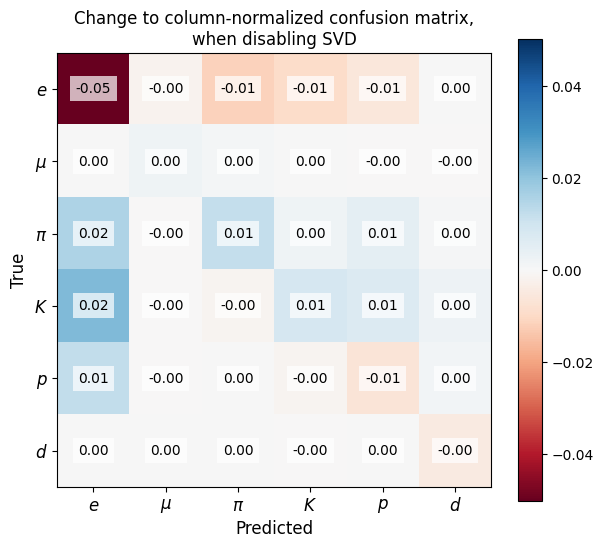 Change to column-normalized confusion matrix,
when disabling SVD
e -0.05 -0.00 -0.01 -0.01 -0.01 0.00
μ 0.00 0.00 0.00 0.00 -0.00 -0.00
π 0.02 -0.00 0.01 0.00 0.01 0.00
K 0.02 -0.00 -0.00 0.01 0.01 0.00
p 0.01 -0.00 0.00 -0.00 -0.01 0.00
d 0.00 0.00 0.00 -0.00 0.00 -0.00
e μ π K p d
Predicted
True
0.04
0.02
0.00
−0.02
−0.04